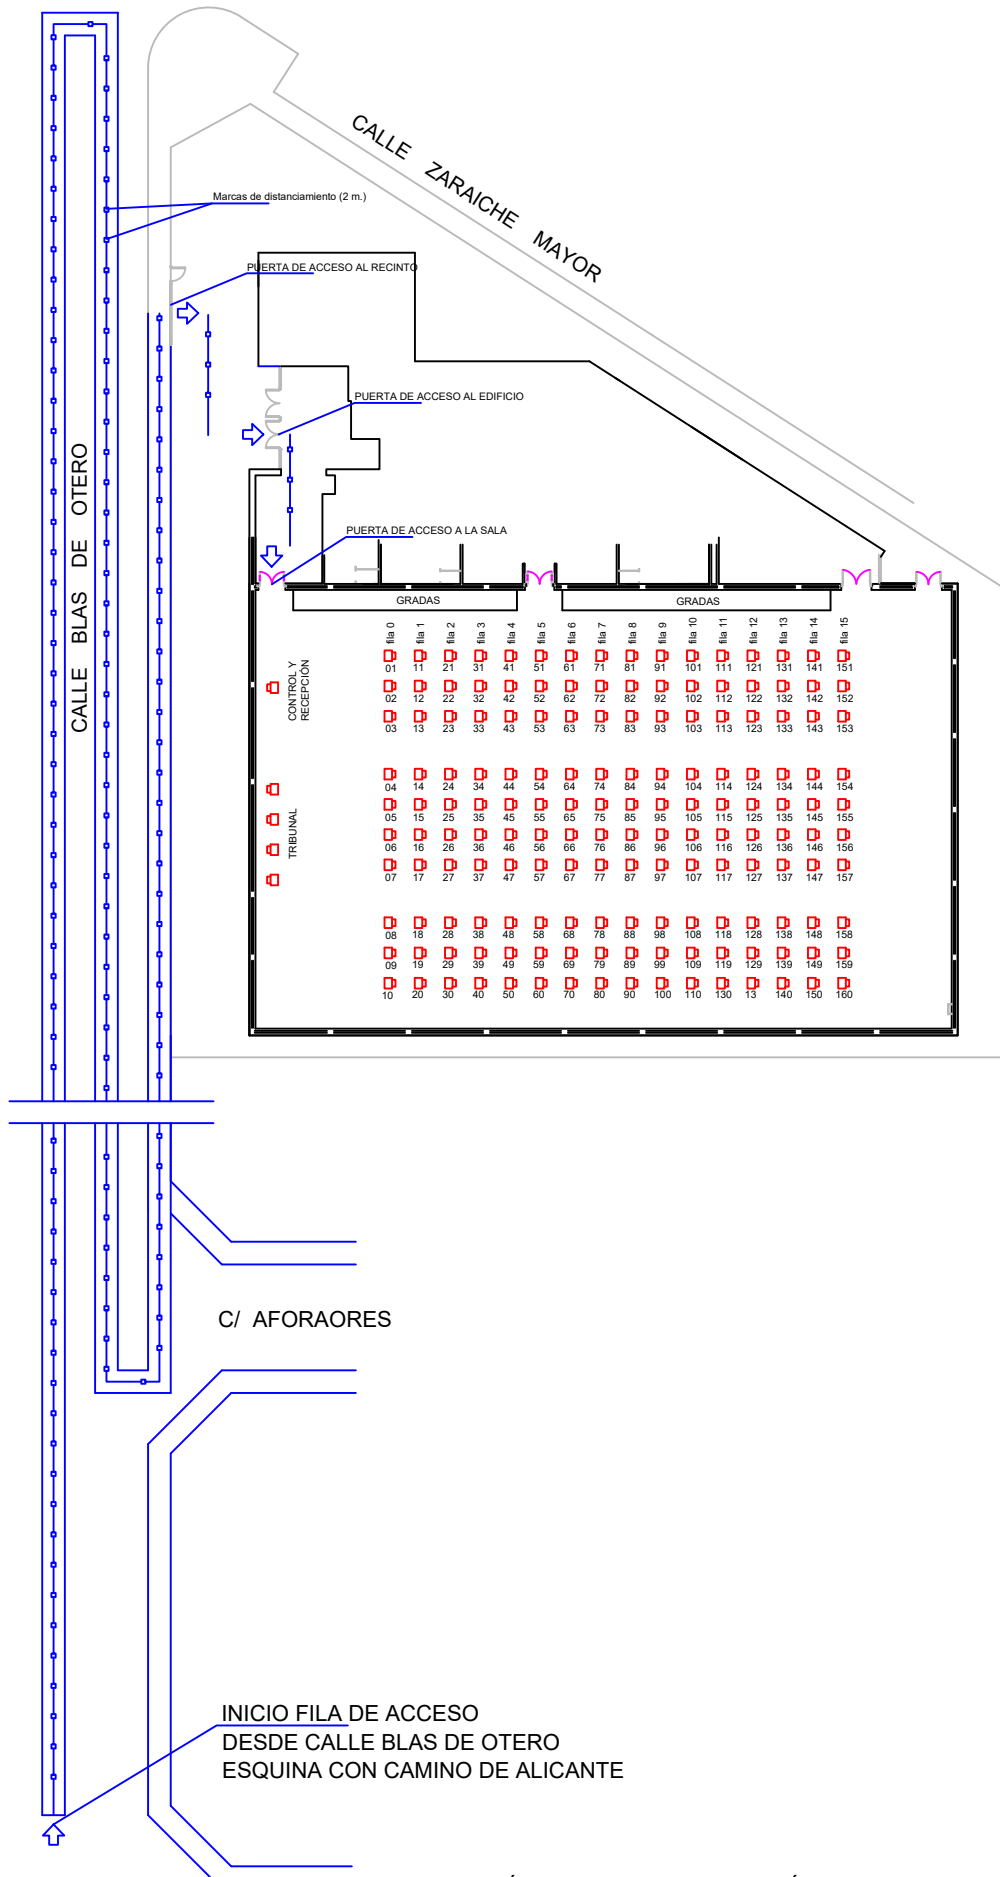 CALLE ZARAICHE MAYOR
Marcas de distanciamiento (2 m.)
PUERTA DE ACCESO AL RECINTO
PUERTA DE ACCESO AL EDIFICIO
CALLE BLAS DE OTERO
PUERTA DE ACCESO A LA SALA
GRADAS GRADAS
fila 0 fila 1 fila 2 fila 3 fila 4 fila 5 fila 6 fila 7 fila 8 fila 9 fila 10 fila 11 fila 12 fila 13 fila 14 fila 15
CONTROL Y
RECEPCIÓN
01 11 21 31 41 51 61 71 81 91 101 111 121 131 141 151
02 12 22 32 42 52 62 72 82 92 102 112 122 132 142 152
03 13 23 33 43 53 63 73 83 93 103 113 123 133 143 153
TRIBUNAL
04 14 24 34 44 54 64 74 84 94 104 114 124 134 144 154
05 15 25 35 45 55 65 75 85 95 105 115 125 135 145 155
06 16 26 36 46 56 66 76 86 96 106 116 126 136 146 156
07 17 27 37 47 57 67 77 87 97 107 117 127 137 147 157
08 18 28 38 48 58 68 78 88 98 108 118 128 138 148 158
09 19 29 39 49 59 69 79 89 99 109 119 129 139 149 159
10 20 30 40 50 60 70 80 90 100 110 130 13 140 150 160
C/ AFORAORES
INICIO FILA DE ACCESO
DESDE CALLE BLAS DE OTERO
ESQUINA CON CAMINO DE ALICANTE